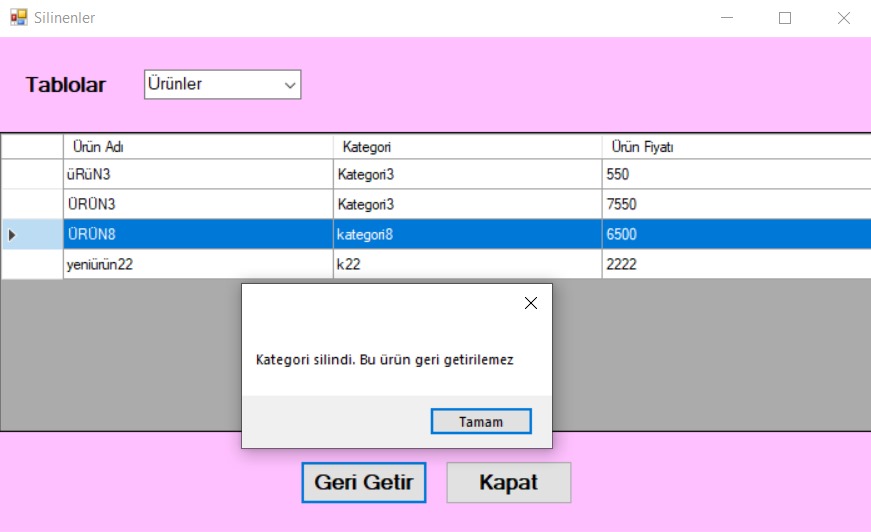 Silinenler
Tablolar Ürünler
Ürün Adı Kategori Ürün Fiyatı
üRüN3 Kategori3 550
ÜRÜN3 Kategori3 7550
ÜRÜN8 kategori8 6500
yeniürün22 k22 2222
Kategori silindi. Bu ürün geri getirilemez
Tamam
Geri Getir Kapat